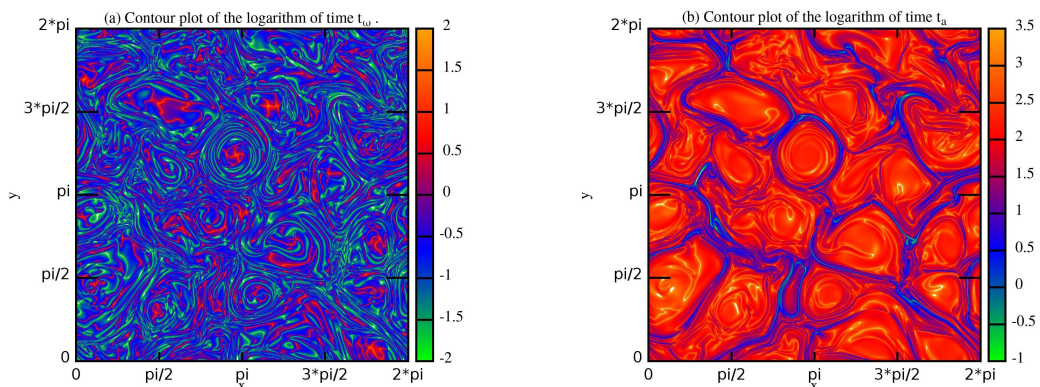 (a) Contour plot of the logarithm of time t_ω .
2*pi
3*pi/2
pi
pi/2
0
y
0 pi/2 pi 3*pi/2 2*pi
x
2
1.5
1
0.5
0
-0.5
-1
-1.5
-2
(b) Contour plot of the logarithm of time t_a
2*pi
3*pi/2
pi
pi/2
0
y
0 pi/2 pi 3*pi/2 2*pi
x
3.5
3
2.5
2
1.5
1
0.5
0
-0.5
-1